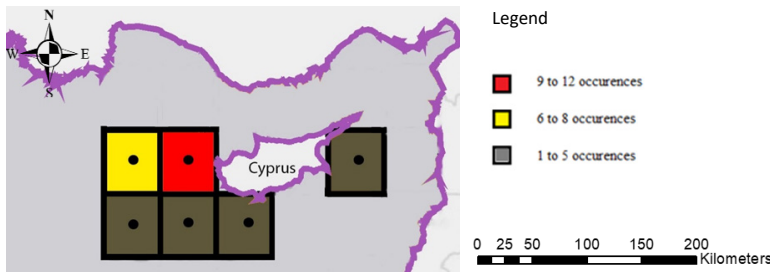 Legend
N
W E
S
9 to 12 occurences
6 to 8 occurences
1 to 5 occurences
Cyprus
0 25 50 100 150 200
Kilometers